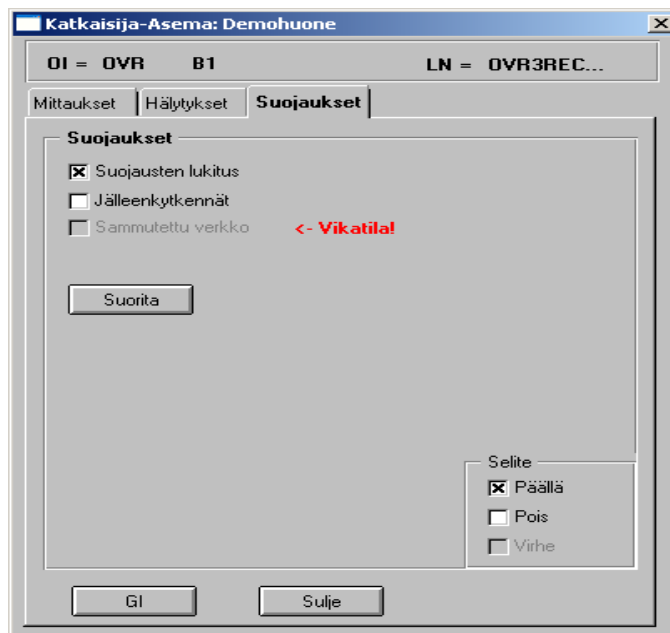 Katkaisija-Asema: Demohuone
OI = OVR B1 LN = OVR3REC...
Mittaukset Hälytykset Suojaukset
Suojaukset
Suojausten lukitus
Jälleenkytkennät
Sammutettu verkko <- Vikatila!
Suorita
Selite
Päällä
Pois
Virhe
GI Sulje